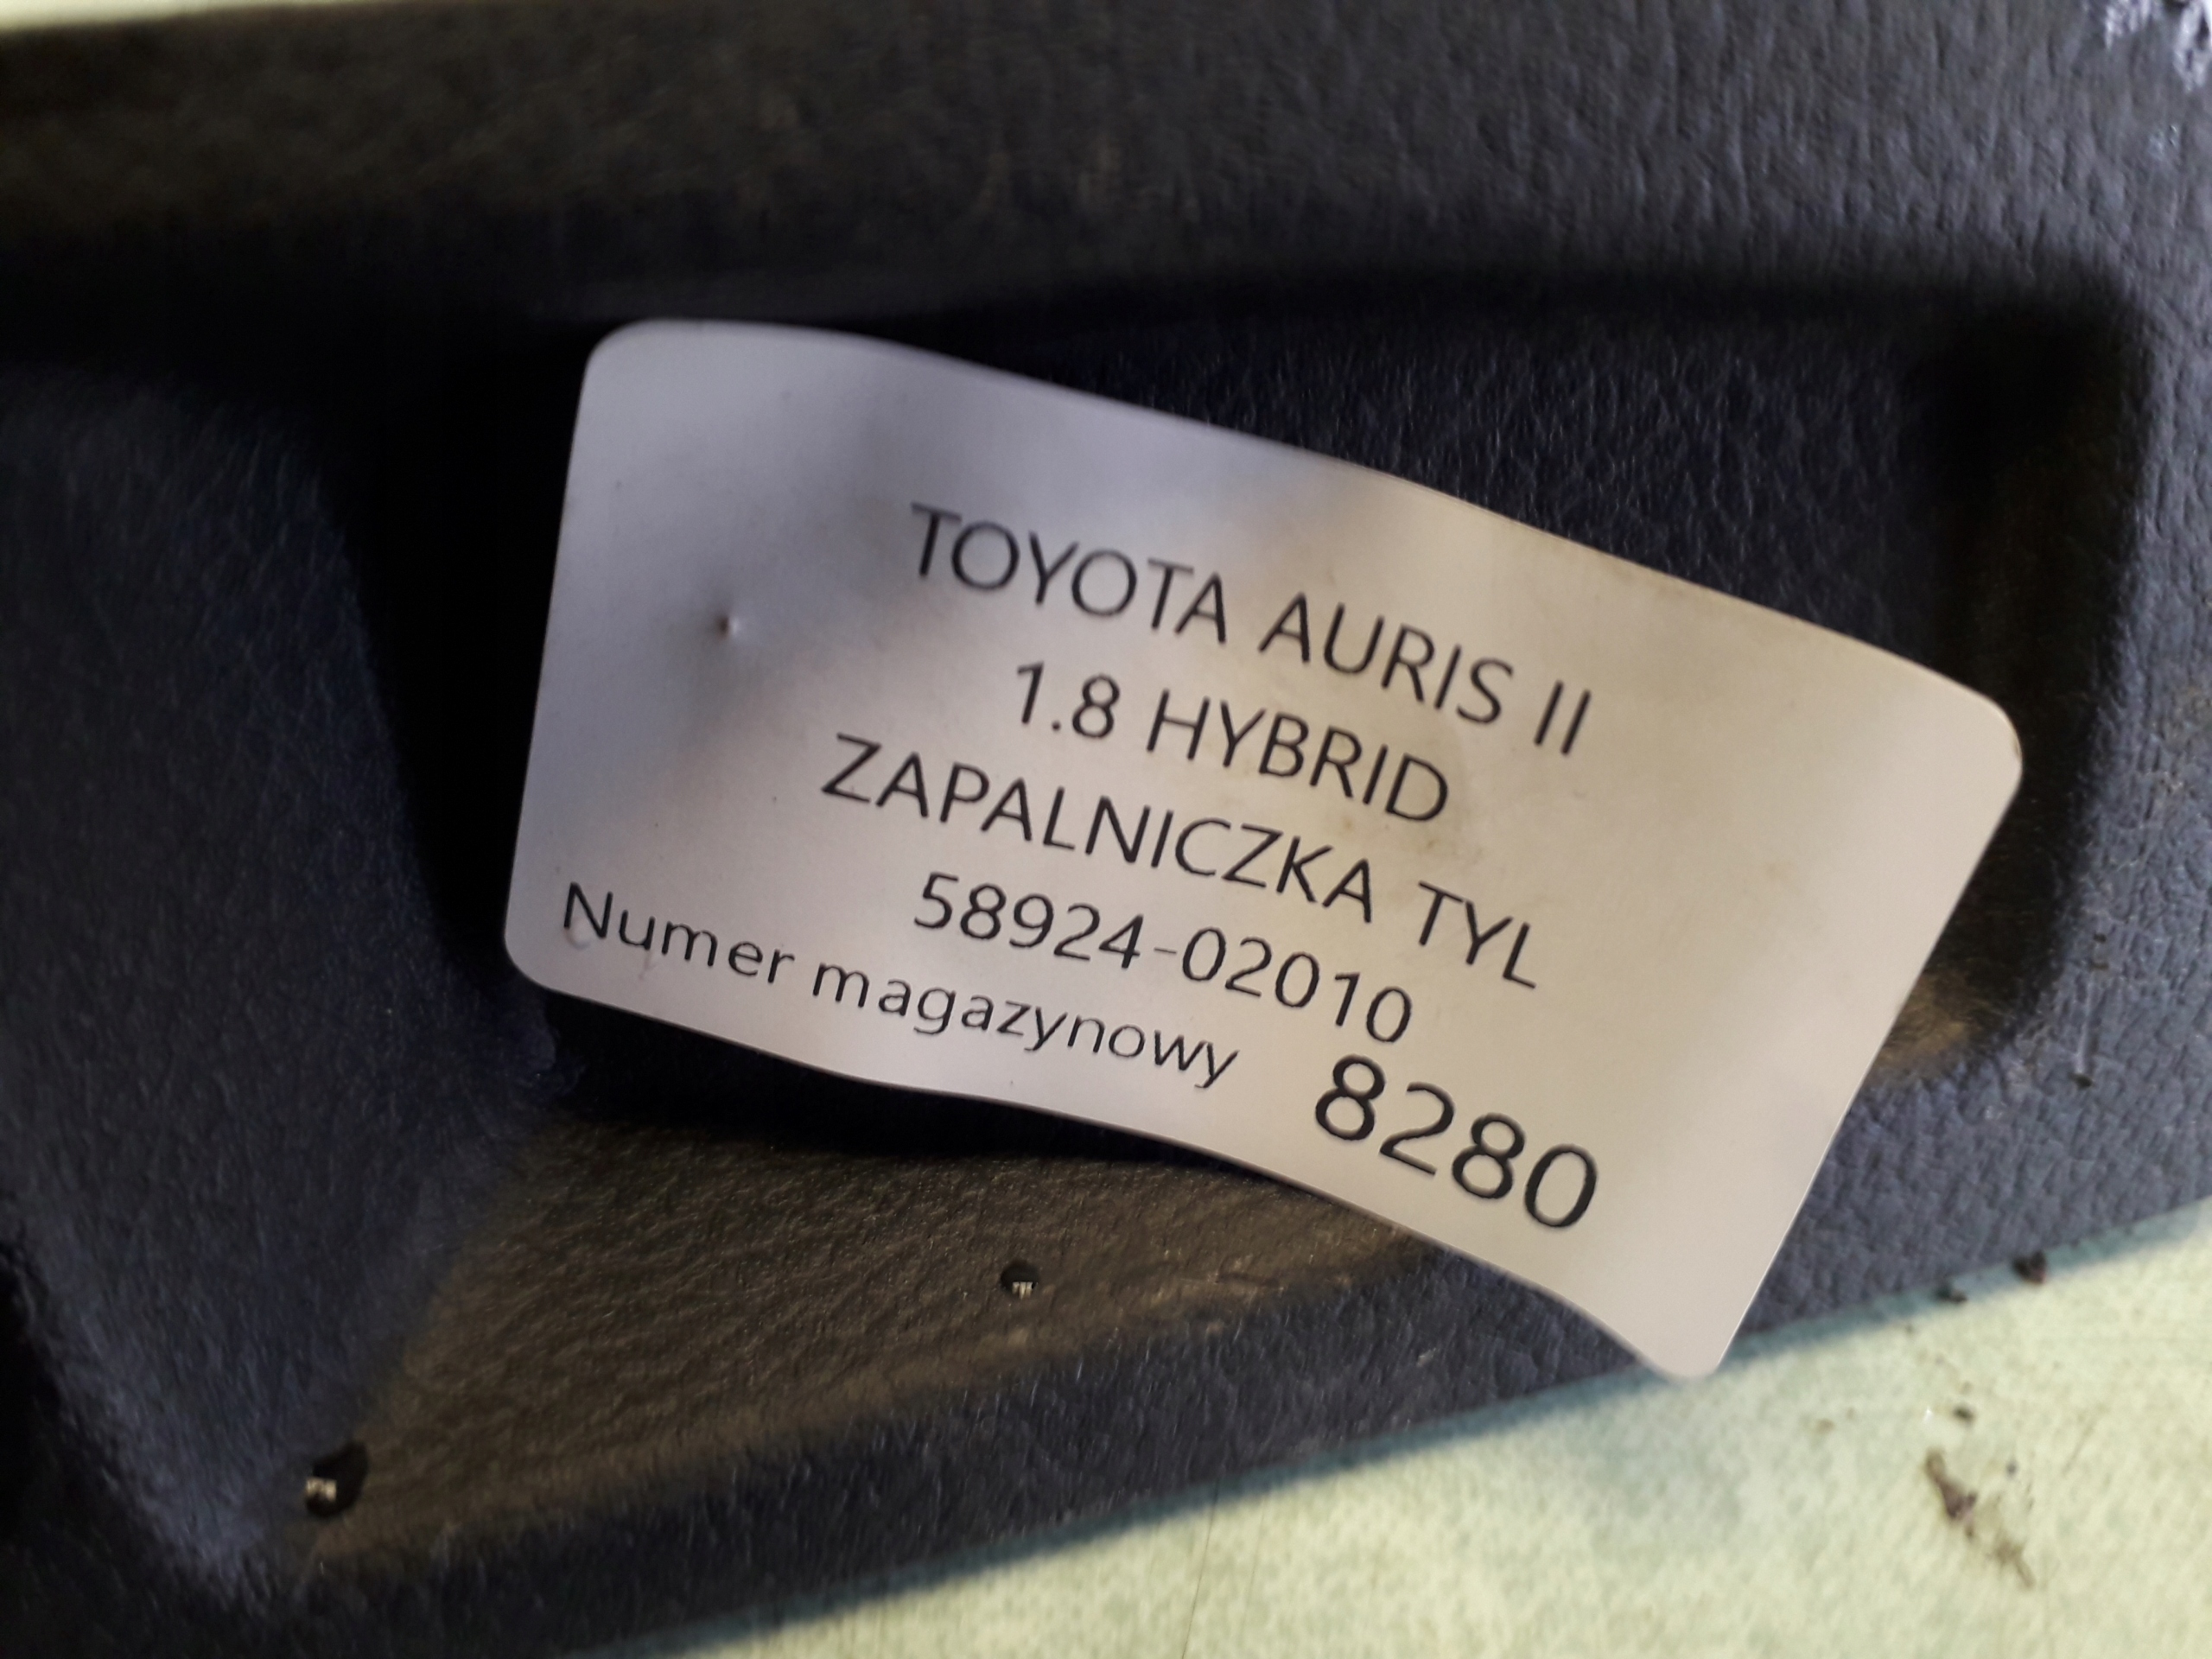 TOYOTA AURIS II
1.8 HYBRID
ZAPALNICZKA TYL
58924-02010
Numer magazynowy 8280